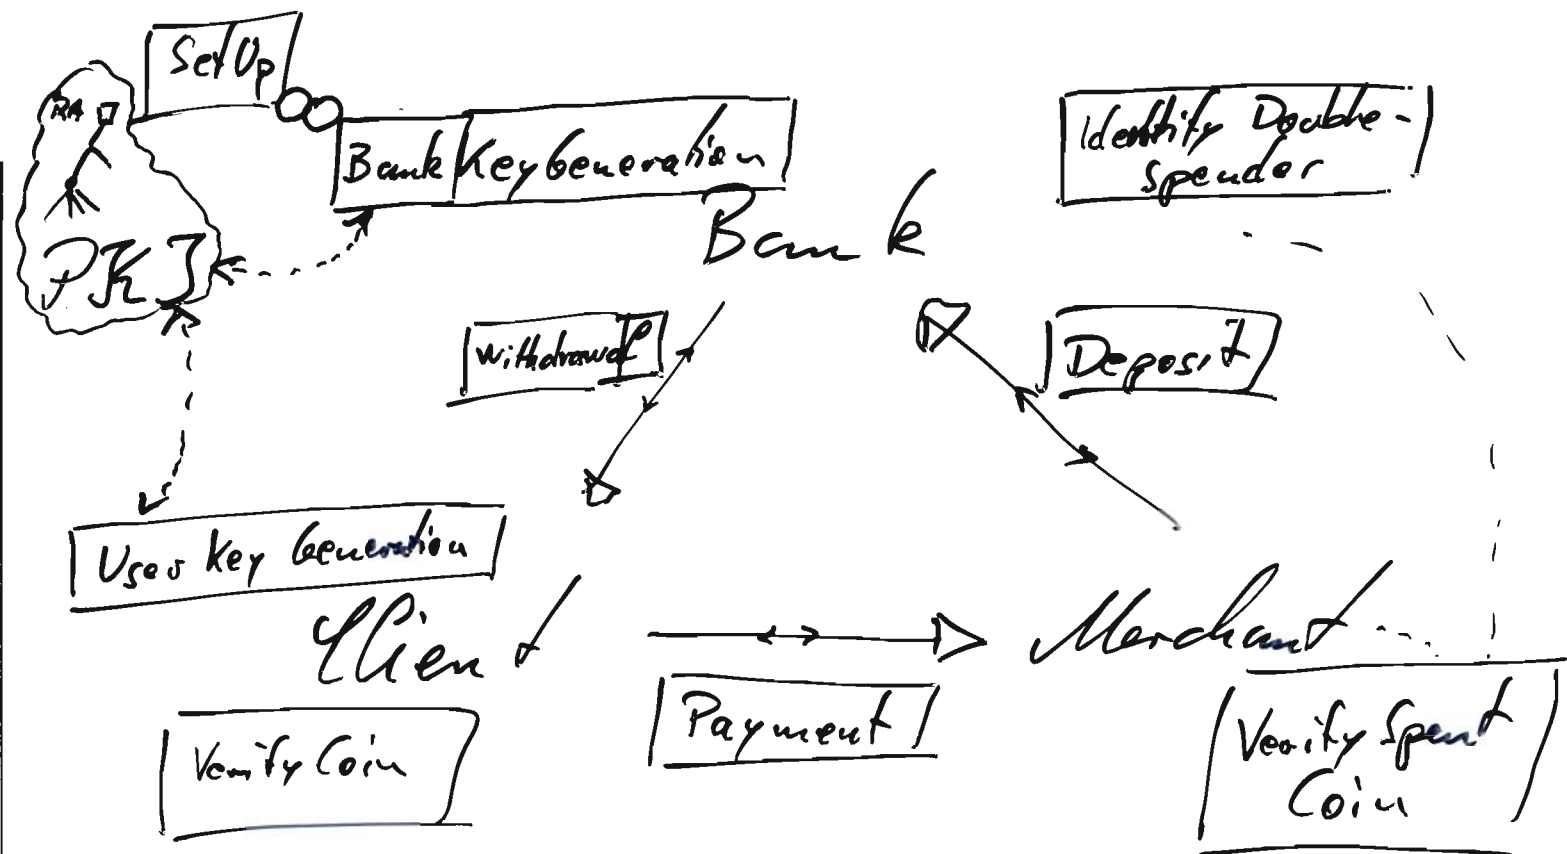 SetUp
RA
Bank KeyGeneration
Identify Double-
spender
PKI
Bank
Withdrawal
Deposit
User Key Generation
Client
Merchant
Payment
Verify Coin
Verify Spent
Coin